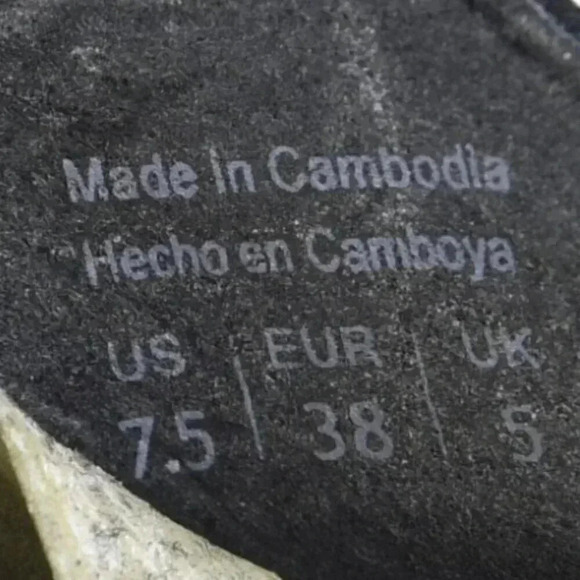 Made in Cambodia
Hecho en Camboya
US | EUR | UK
7.5 | 38 | 5